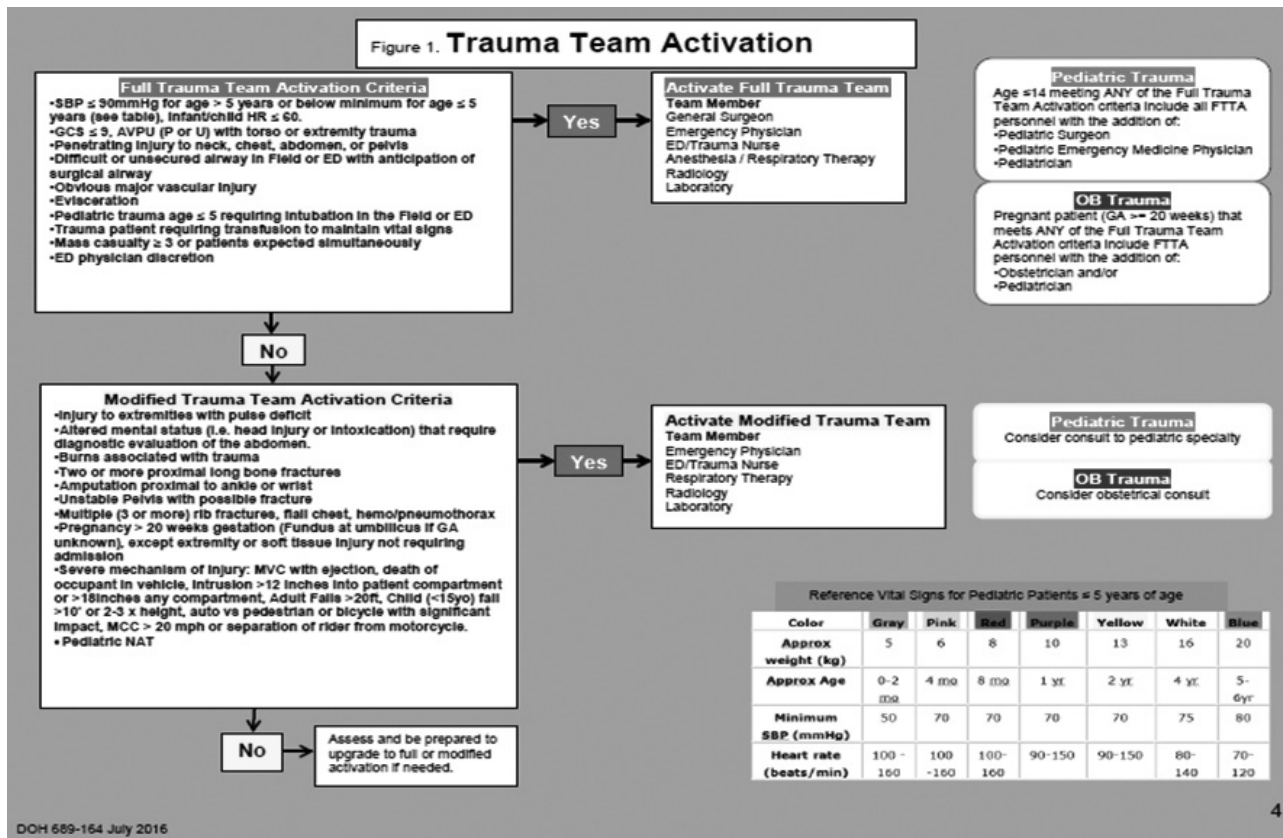 Figure 1. Trauma Team Activation
Full Trauma Team Activation Criteria
•SBP ≤ 90mmHg for age > 5 years or below minimum for age ≤ 5
years (see table), Infant/child HR ≤ 60.
•GCS ≤ 9, AVPU (P or U) with torso or extremity trauma
•Penetrating Injury to neck, chest, abdomen, or pelvis
•Difficult or unsecured airway in Field or ED with anticipation of
surgical airway
•Obvious major vascular Injury
•Evisceration
•Pediatric trauma age ≤ 5 requiring Intubation in the Field or ED
•Trauma patient requiring transfusion to maintain vital signs
•Mass casualty ≥ 3 or patients expected simultaneously
•ED physician discretion
Yes
Activate Full Trauma Team
Team Member
General Surgeon
Emergency Physician
ED/Trauma Nurse
Anesthesia / Respiratory Therapy
Radiology
Laboratory
Pediatric Trauma
Age ≤14 meeting ANY of the Full Trauma
Team Activation criteria include all FTTA
personnel with the addition of:
•Pediatric Surgeon
•Pediatric Emergency Medicine Physician
•Pediatrician
OB Trauma
Pregnant patient (GA >= 20 weeks) that
meets ANY of the Full Trauma Team
Activation criteria include FTTA
personnel with the addition of:
•Obstetrician and/or
•Pediatrician
No
Modified Trauma Team Activation Criteria
•Injury to extremities with pulse deficit
•Altered mental status (i.e. head injury or intoxication) that require
diagnostic evaluation of the abdomen.
•Burns associated with trauma
•Two or more proximal long bone fractures
•Amputation proximal to ankle or wrist
•Unstable Pelvis with possible fracture
•Multiple (3 or more) rib fractures, flail chest, hemo/pneumothorax
•Pregnancy > 20 weeks gestation (Fundus at umbilicus if GA
unknown), except extremity or soft tissue injury not requiring
admission
•Severe mechanism of Injury: MVC with ejection, death of
occupant in vehicle, intrusion >12 inches into patient compartment
or >18inches any compartment, Adult Falls >20ft, Child (<15yo) fall
>10' or 2-3 x height, auto vs pedestrian or bicycle with significant
impact, MCC > 20 mph or separation of rider from motorcycle.
• Pediatric NAT
Yes
Activate Modified Trauma Team
Team Member
Emergency Physician
ED/Trauma Nurse
Respiratory Therapy
Radiology
Laboratory
Pediatric Trauma
Consider consult to pediatric specialty
OB Trauma
Consider obstetrical consult
No
Assess and be prepared to
upgrade to full or modified
activation if needed.
Reference Vital Signs for Pediatric Patients ≤ 5 years of age
Color Gray Pink Red Purple Yellow White Blue
Approx weight (kg) 5 6 8 10 13 16 20
Approx Age 0-2 mo 4 mo 8 mo 1 yr 2 yr 4 yr 5-6yr
Minimum SBP (mmHg) 50 70 70 70 70 75 80
Heart rate (beats/min) 100 - 160 100 -160 100-160 90-150 90-150 80-140 70-120
4
DOH 689-164 July 2016